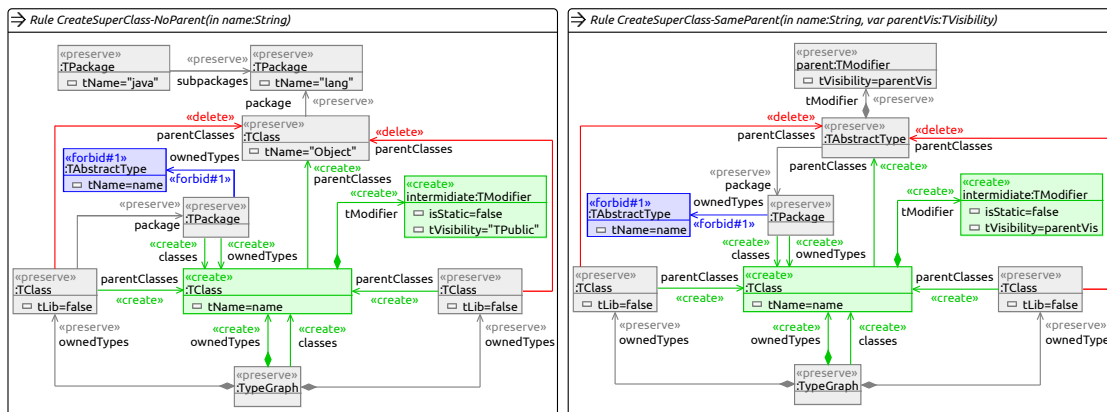 Rule CreateSuperClass-NoParent(in name:String)
«preserve»
:TPackage
tName="java"
subpackages
«preserve»
«preserve»
:TPackage
tName="lang"
package
«preserve»
«delete»
parentClasses
«preserve»
:TClass
tName="Object"
«delete»
parentClasses
«forbid#1»
:TAbstractType
tName=name
ownedTypes
«forbid#1»
«create»
parentClasses
«create»
tModifier
«create»
intermidiate:TModifier
isStatic=false
tVisibility="TPublic"
«preserve»
package
«preserve»
:TPackage
«create»
classes
«create»
ownedTypes
«preserve»
:TClass
tLib=false
parentClasses
«create»
«create»
:TClass
tName=name
parentClasses
«create»
«preserve»
:TClass
tLib=false
«preserve»
ownedTypes
«create»
ownedTypes
«create»
classes
«preserve»
ownedTypes
«preserve»
:TypeGraph
Rule CreateSuperClass-SameParent(in name:String, var parentVis:TVisibility)
«preserve»
parent:TModifier
tVisibility=parentVis
tModifier
«preserve»
«delete»
parentClasses
«preserve»
:TAbstractType
«delete»
parentClasses
parentClasses
«create»
«preserve»
package
«forbid#1»
:TAbstractType
tName=name
ownedTypes
«forbid#1»
«preserve»
:TPackage
«create»
tModifier
«create»
intermidiate:TModifier
isStatic=false
tVisibility=parentVis
«create»
classes
«create»
ownedTypes
«preserve»
:TClass
tLib=false
parentClasses
«create»
«create»
:TClass
tName=name
parentClasses
«create»
«preserve»
:TClass
tLib=false
«preserve»
ownedTypes
«create»
ownedTypes
«create»
classes
«preserve»
ownedTypes
«preserve»
:TypeGraph